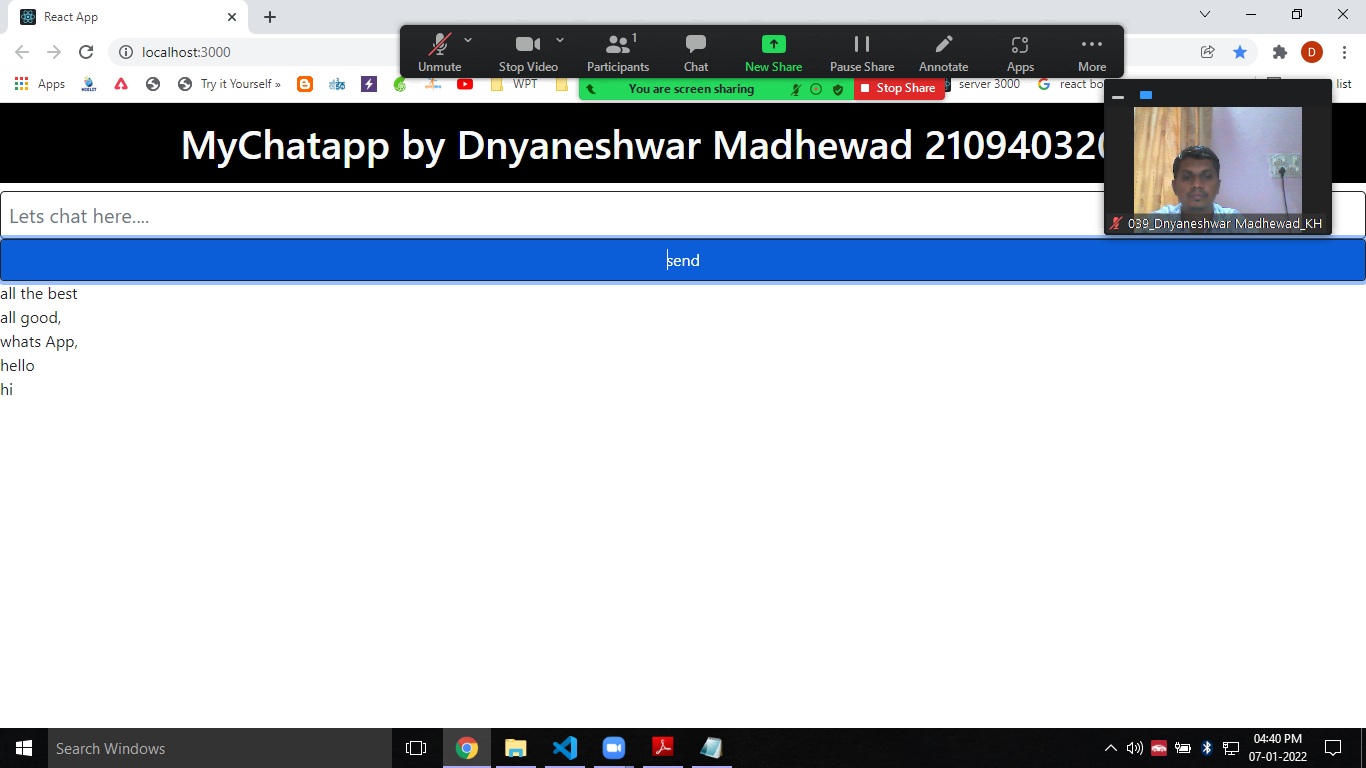 React App
localhost:3000
1
Unmute
Stop Video
Participants
Chat
New Share
Pause Share
Annotate
Apps
More
Apps
Try it Yourself »
WPT
You are screen sharing
Stop Share
server 3000
react bo
list
D
MyChatapp by Dnyaneshwar Madhewad 210940320
039_Dnyaneshwar Madhewad_KH
Lets chat here....
send
all the best
all good,
whats App,
hello
hi
Search Windows
04:40 PM
07-01-2022